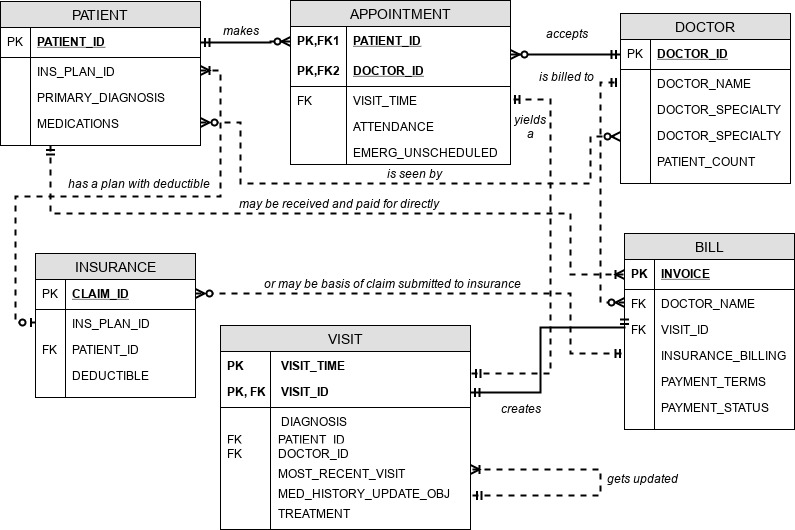 PATIENT
PK PATIENT_ID
INS_PLAN_ID
PRIMARY_DIAGNOSIS
MEDICATIONS
makes
APPOINTMENT
PK,FK1 PATIENT_ID
PK,FK2 DOCTOR_ID
FK VISIT_TIME
ATTENDANCE
EMERG_UNSCHEDULED
accepts
DOCTOR
PK DOCTOR_ID
DOCTOR_NAME
DOCTOR_SPECIALTY
DOCTOR_SPECIALTY
PATIENT_COUNT
is billed to
yields
a
has a plan with deductible
is seen by
may be received and paid for directly
INSURANCE
PK CLAIM_ID
INS_PLAN_ID
FK PATIENT_ID
DEDUCTIBLE
or may be basis of claim submitted to insurance
BILL
PK INVOICE
FK DOCTOR_NAME
FK VISIT_ID
INSURANCE_BILLING
PAYMENT_TERMS
PAYMENT_STATUS
VISIT
PK VISIT_TIME
PK, FK VISIT_ID
DIAGNOSIS
FK PATIENT_ID
FK DOCTOR_ID
MOST_RECENT_VISIT
MED_HISTORY_UPDATE_OBJ
TREATMENT
creates
gets updated